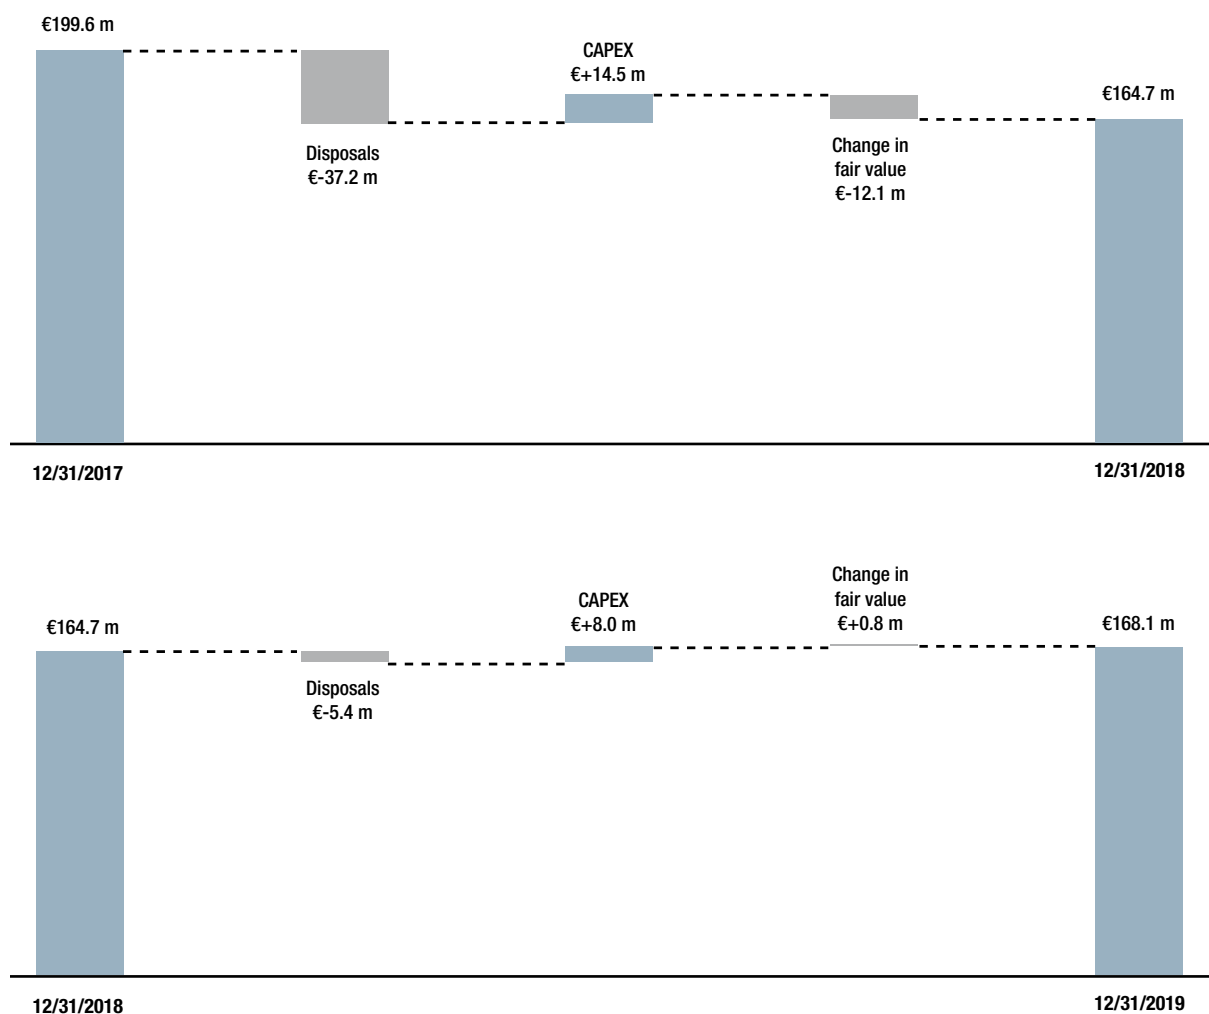 €199.6 m
CAPEX
€+14.5 m
€164.7 m
Disposals
€-37.2 m
Change in
fair value
€-12.1 m
12/31/2017
12/31/2018
€164.7 m
Disposals
€-5.4 m
CAPEX
€+8.0 m
Change in
fair value
€+0.8 m
€168.1 m
12/31/2018
12/31/2019